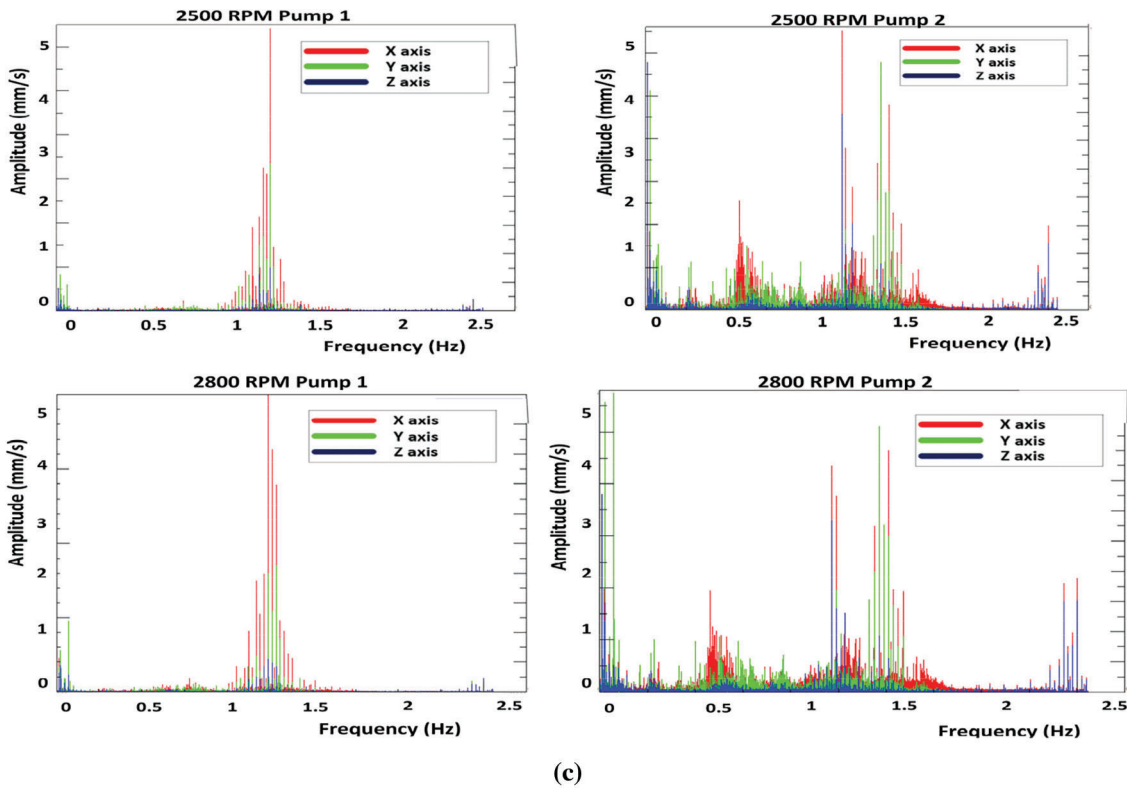 2500 RPM Pump 1
Amplitude (mm/s)
5
4
3
2
1
0
X axis
Y axis
Z axis
0 0.5 1 1.5 2 2.5
Frequency (Hz)
2500 RPM Pump 2
Amplitude (mm/s)
5
4
3
2
1
0
X axis
Y axis
Z axis
0 0.5 1 1.5 2 2.5
Frequency (Hz)
2800 RPM Pump 1
Amplitude (mm/s)
5
4
3
2
1
0
X axis
Y axis
Z axis
0 0.5 1 1.5 2 2.5
Frequency (Hz)
2800 RPM Pump 2
Amplitude (mm/s)
5
4
3
2
1
0
X axis
Y axis
Z axis
0 0.5 1 1.5 2 2.5
Frequency (Hz)
(c)